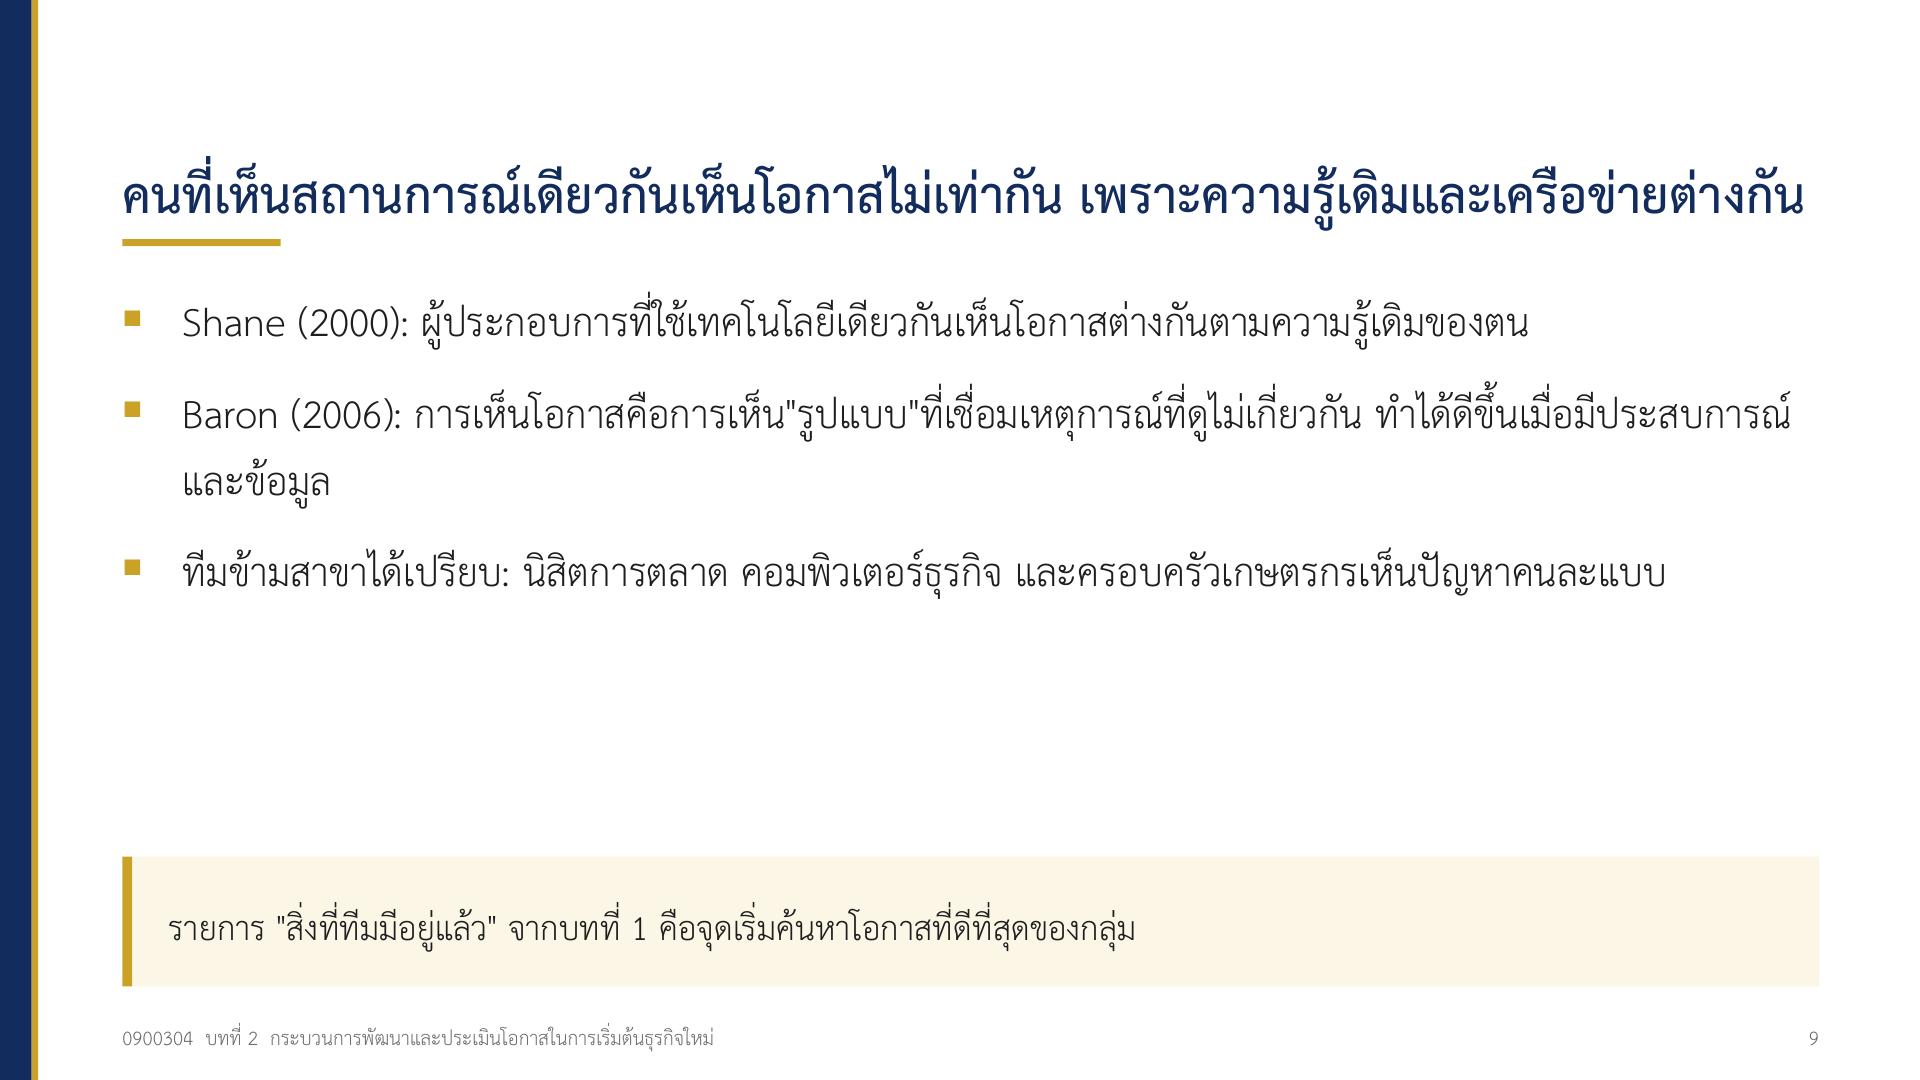 คนที่เห็นสถานการณ์เดียวกันเห็นโอกาสไม่เท่ากัน เพราะความรู้เดิมและเครือข่ายต่างกัน
Shane (2000): ผู้ประกอบการที่ใช้เทคโนโลยีเดียวกันเห็นโอกาสต่างกันตามความรู้เดิมของตน
Baron (2006): การเห็นโอกาสคือการเห็น"รูปแบบ"ที่เชื่อมเหตุการณ์ที่ดูไม่เกี่ยวกัน ทำได้ดีขึ้นเมื่อมีประสบการณ์
และข้อมูล
ทีมข้ามสาขาได้เปรียบ: นิสิตการตลาด คอมพิวเตอร์ธุรกิจ และครอบครัวเกษตรกรเห็นปัญหาคนละแบบ
รายการ "สิ่งที่ทีมมีอยู่แล้ว" จากบทที่ 1 คือจุดเริ่มค้นหาโอกาสที่ดีที่สุดของกลุ่ม
0900304 บทที่ 2 กระบวนการพัฒนาและประเมินโอกาสในการเริ่มต้นธุรกิจใหม่
9